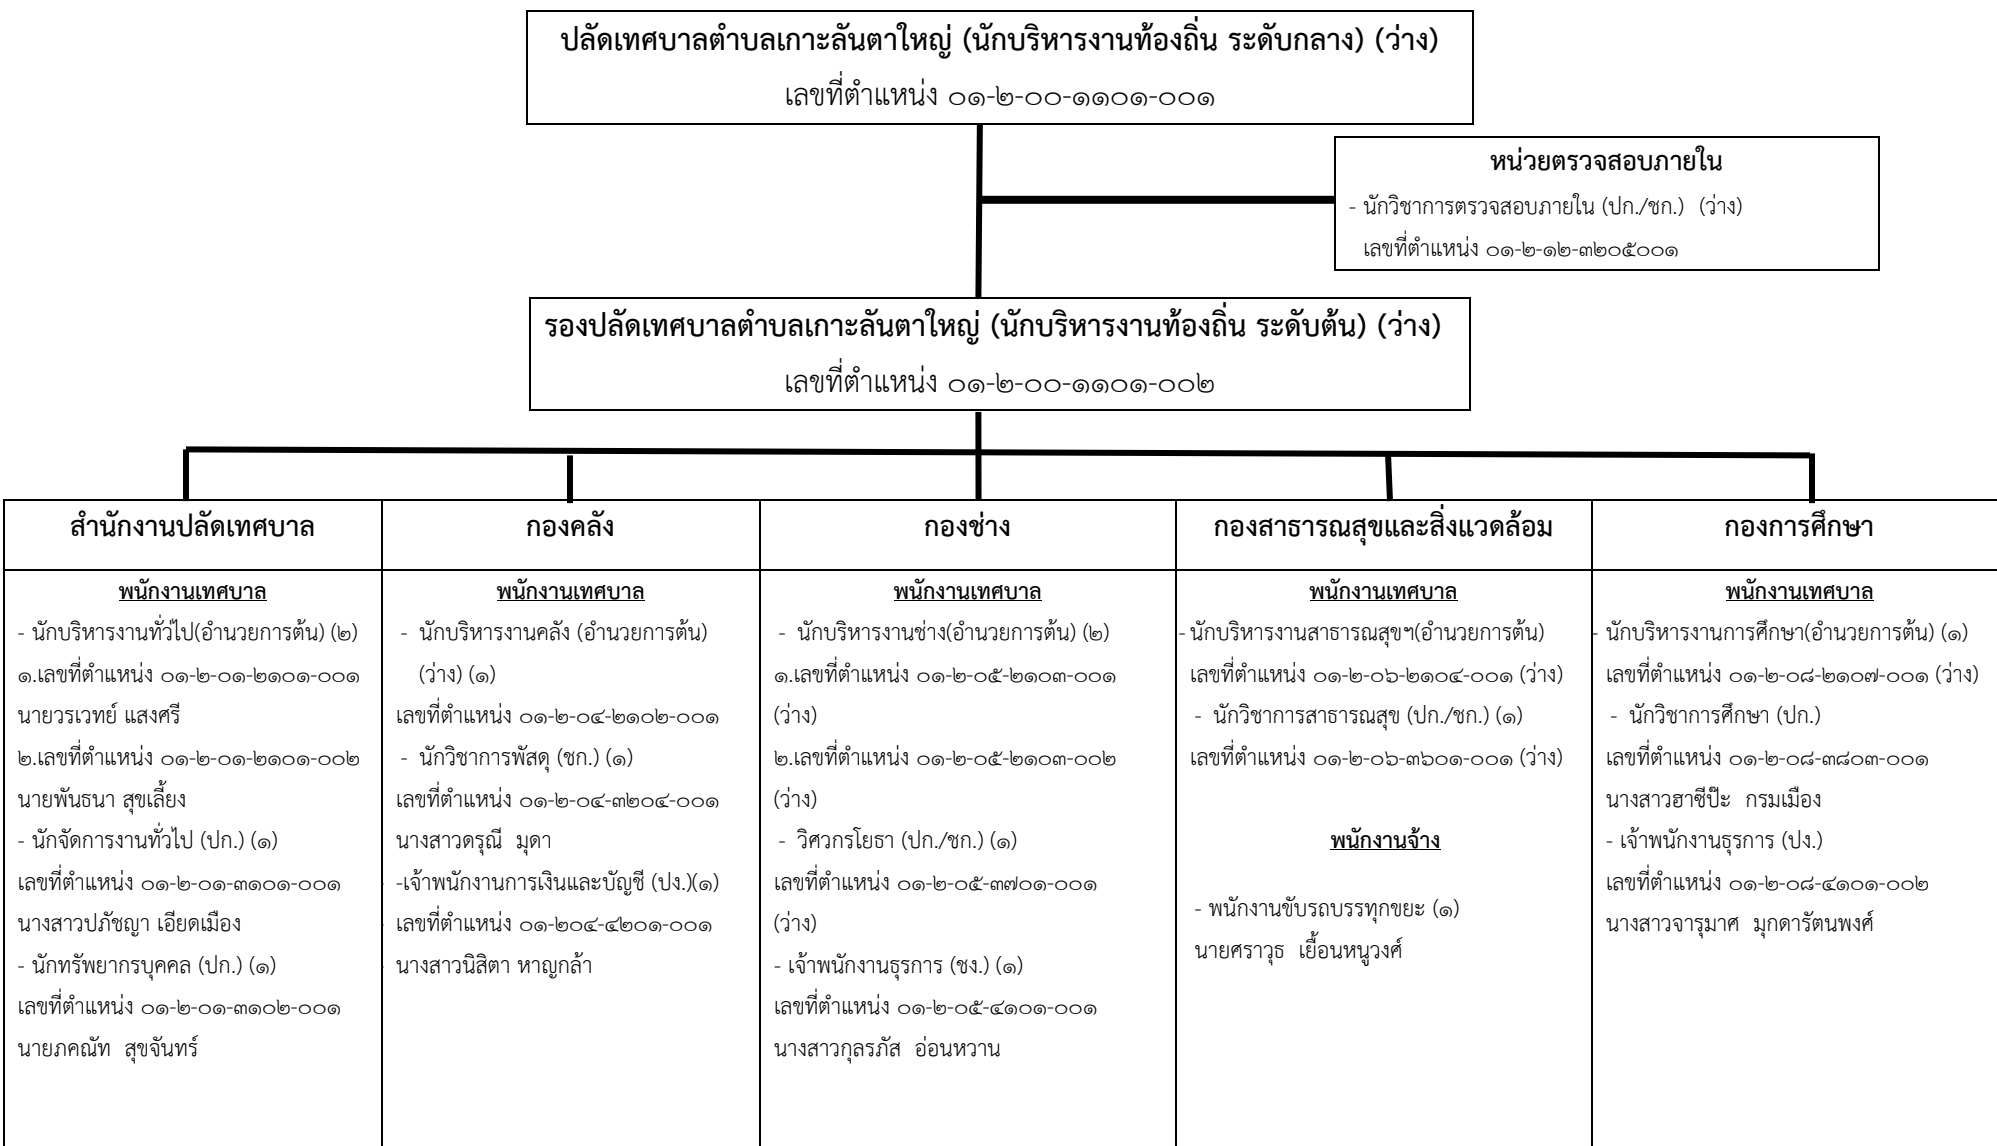 ปลัดเทศบาลตำบลเกาะลันตาใหญ่ (นักบริหารงานท้องถิ่น ระดับกลาง) (ว่าง)
เลขที่ตำแหน่ง ๐๑-๒-๐๐-๑๑๐๑-๐๐๑
หน่วยตรวจสอบภายใน
- นักวิชาการตรวจสอบภายใน (ปก./ชก.) (ว่าง)
เลขที่ตำแหน่ง ๐๑-๒-๑๒-๓๒๐๕๐๐๑
รองปลัดเทศบาลตำบลเกาะลันตาใหญ่ (นักบริหารงานท้องถิ่น ระดับต้น) (ว่าง)
เลขที่ตำแหน่ง ๐๑-๒-๐๐-๑๑๐๑-๐๐๒
สำนักงานปลัดเทศบาล
พนักงานเทศบาล
- นักบริหารงานทั่วไป(อำนวยการต้น) (๒)
๑.เลขที่ตำแหน่ง ๐๑-๒-๐๑-๒๑๐๑-๐๐๑
นายวรเวทย์ แสงศรี
๒.เลขที่ตำแหน่ง ๐๑-๒-๐๑-๒๑๐๑-๐๐๒
นายพันธนา สุขเลี้ยง
- นักจัดการงานทั่วไป (ปก.) (๑)
เลขที่ตำแหน่ง ๐๑-๒-๐๑-๓๑๐๑-๐๐๑
นางสาวปภัชญา เอียดเมือง
- นักทรัพยากรบุคคล (ปก.) (๑)
เลขที่ตำแหน่ง ๐๑-๒-๐๑-๓๑๐๒-๐๐๑
นายภคณัท สุขจันทร์
กองคลัง
พนักงานเทศบาล
- นักบริหารงานคลัง (อำนวยการต้น)
(ว่าง) (๑)
เลขที่ตำแหน่ง ๐๑-๒-๐๔-๒๑๐๒-๐๐๑
- นักวิชาการพัสดุ (ชก.) (๑)
เลขที่ตำแหน่ง ๐๑-๒-๐๔-๓๒๐๔-๐๐๑
นางสาวดรุณี มุดา
- -เจ้าพนักงานการเงินและบัญชี (ปง.)(๑)
- เลขที่ตำแหน่ง ๐๑-๒๐๔-๔๒๐๑-๐๐๑
- นางสาวนิสิตา หาญกล้า
กองช่าง
พนักงานเทศบาล
- นักบริหารงานช่าง(อำนวยการต้น) (๒)
๑.เลขที่ตำแหน่ง ๐๑-๒-๐๕-๒๑๐๓-๐๐๑
(ว่าง)
๒.เลขที่ตำแหน่ง ๐๑-๒-๐๕-๒๑๐๓-๐๐๒
(ว่าง)
- วิศวกรโยธา (ปก./ชก.) (๑)
เลขที่ตำแหน่ง ๐๑-๒-๐๕-๓๗๐๑-๐๐๑
(ว่าง)
- เจ้าพนักงานธุรการ (ชง.) (๑)
เลขที่ตำแหน่ง ๐๑-๒-๐๕-๔๑๐๑-๐๐๑
นางสาวกุลรภัส อ่อนหวาน
กองสาธารณสุขและสิ่งแวดล้อม
พนักงานเทศบาล
- นักบริหารงานสาธารณสุขฯ(อำนวยการต้น)
เลขที่ตำแหน่ง ๐๑-๒-๐๖-๒๑๐๔-๐๐๑ (ว่าง)
- นักวิชาการสาธารณสุข (ปก./ชก.) (๑)
เลขที่ตำแหน่ง ๐๑-๒-๐๖-๓๖๐๑-๐๐๑ (ว่าง)
พนักงานจ้าง
- พนักงานขับรถบรรทุกขยะ (๑)
นายศราวุธ เยื้อนหนูวงศ์
กองการศึกษา
พนักงานเทศบาล
- นักบริหารงานการศึกษา(อำนวยการต้น) (๑)
เลขที่ตำแหน่ง ๐๑-๒-๐๘-๒๑๐๗-๐๐๑ (ว่าง)
- นักวิชาการศึกษา (ปก.)
เลขที่ตำแหน่ง ๐๑-๒-๐๘-๓๘๐๓-๐๐๑
นางสาวฮาซีป๊ะ กรมเมือง
- เจ้าพนักงานธุรการ (ปง.)
เลขที่ตำแหน่ง ๐๑-๒-๐๘-๔๑๐๑-๐๐๒
นางสาวจารุมาศ มุกดารัตนพงศ์